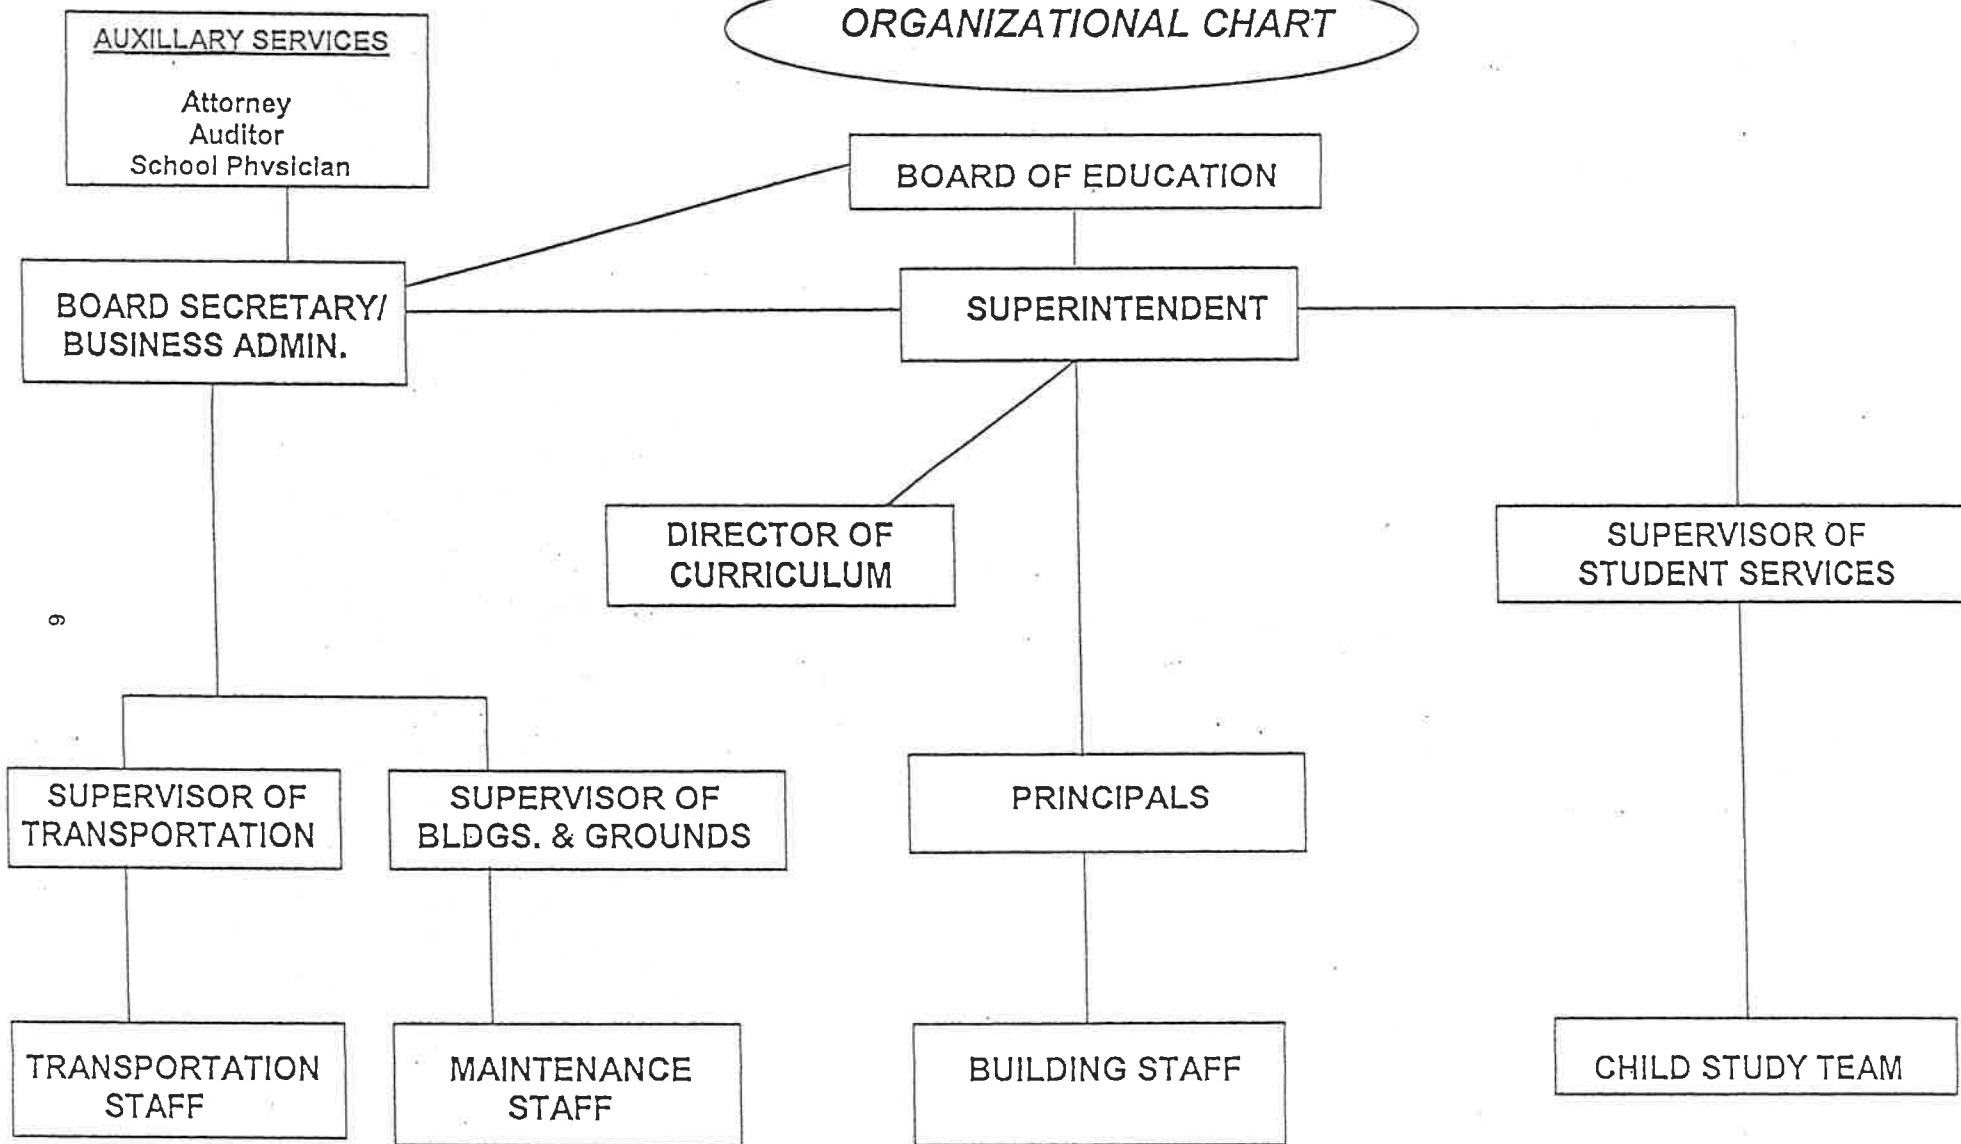 ORGANIZATIONAL CHART
AUXILLARY SERVICES
Attorney
Auditor
School Physician
BOARD OF EDUCATION
BOARD SECRETARY/
BUSINESS ADMIN.
SUPERINTENDENT
DIRECTOR OF
CURRICULUM
SUPERVISOR OF
STUDENT SERVICES
9
SUPERVISOR OF
TRANSPORTATION
SUPERVISOR OF
BLDGS. & GROUNDS
PRINCIPALS
TRANSPORTATION
STAFF
MAINTENANCE
STAFF
BUILDING STAFF
CHILD STUDY TEAM